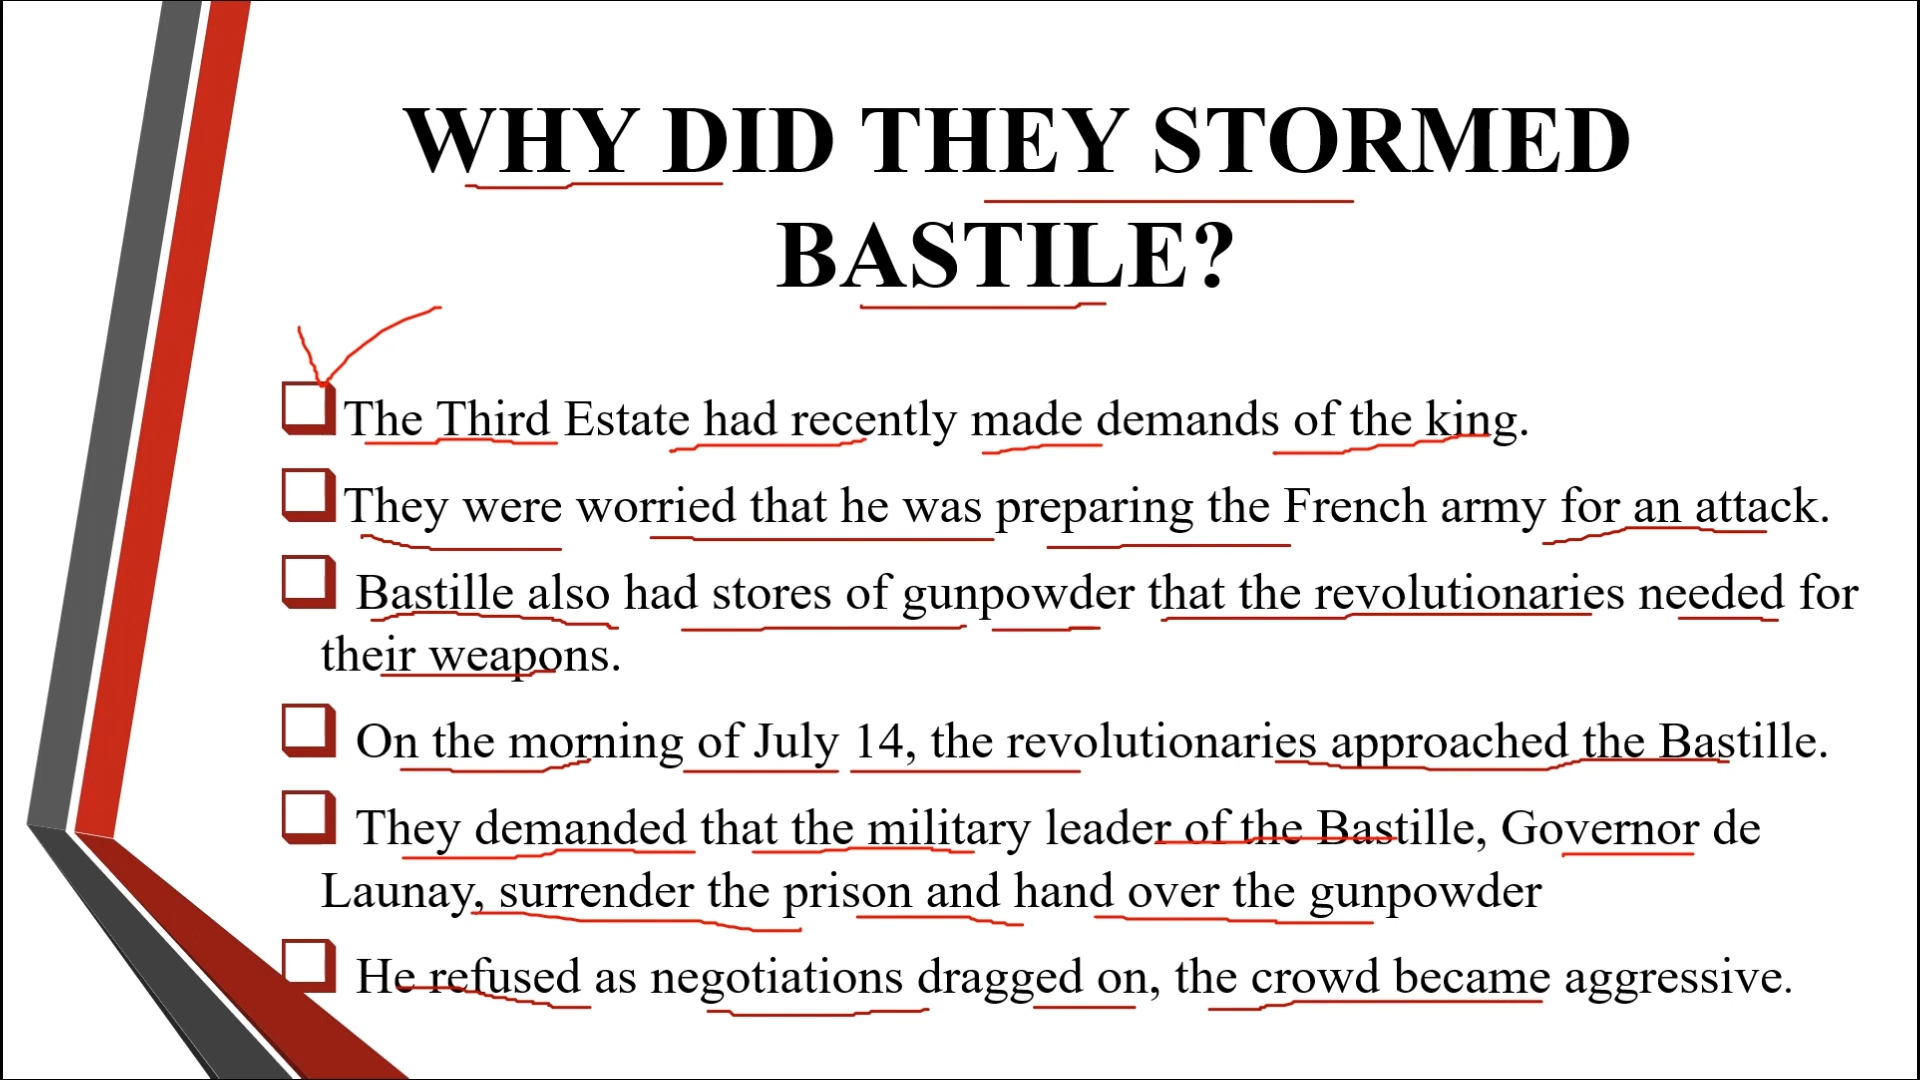 WHY DID THEY STORMED
BASTILE?
The Third Estate had recently made demands of the king.
They were worried that he was preparing the French army for an attack.
Bastille also had stores of gunpowder that the revolutionaries needed for
their weapons.
On the morning of July 14, the revolutionaries approached the Bastille.
They demanded that the military leader of the Bastille, Governor de
Launay, surrender the prison and hand over the gunpowder
He refused as negotiations dragged on, the crowd became aggressive.